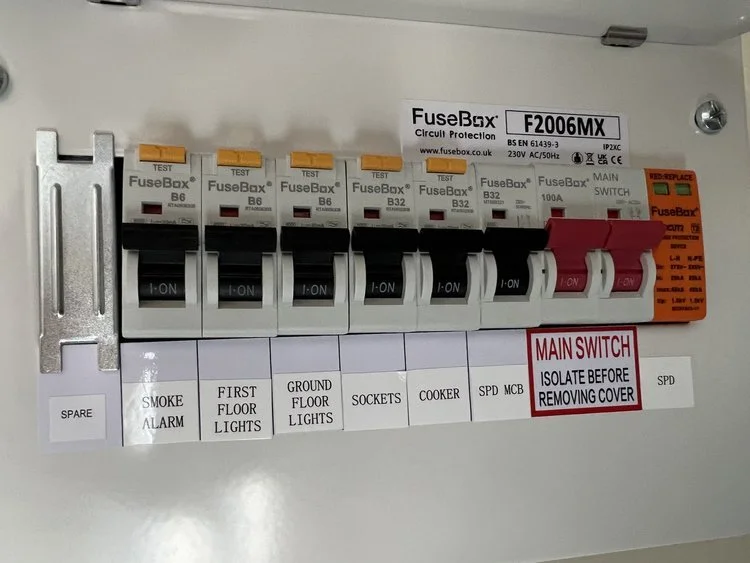 FuseBox®
Circuit Protection
www.fusebox.co.uk
F2006MX
BS EN 61439-3
IP2XC
230V AC/50Hz
TEST
FuseBox®
B6
I·ON
TEST
FuseBox®
B6
I·ON
TEST
FuseBox®
B6
I·ON
TEST
FuseBox®
B32
I·ON
TEST
FuseBox®
B32
I·ON
FuseBox®
B32
I·ON
FuseBox®
100A
MAIN
SWITCH
I·ON
I·ON
RED:REPLACE
FuseBox®
L-N N-PE
SPARE
SMOKE
ALARM
FIRST
FLOOR
LIGHTS
GROUND
FLOOR
LIGHTS
SOCKETS
COOKER
SPD MCB
MAIN SWITCH
ISOLATE BEFORE
REMOVING COVER
SPD